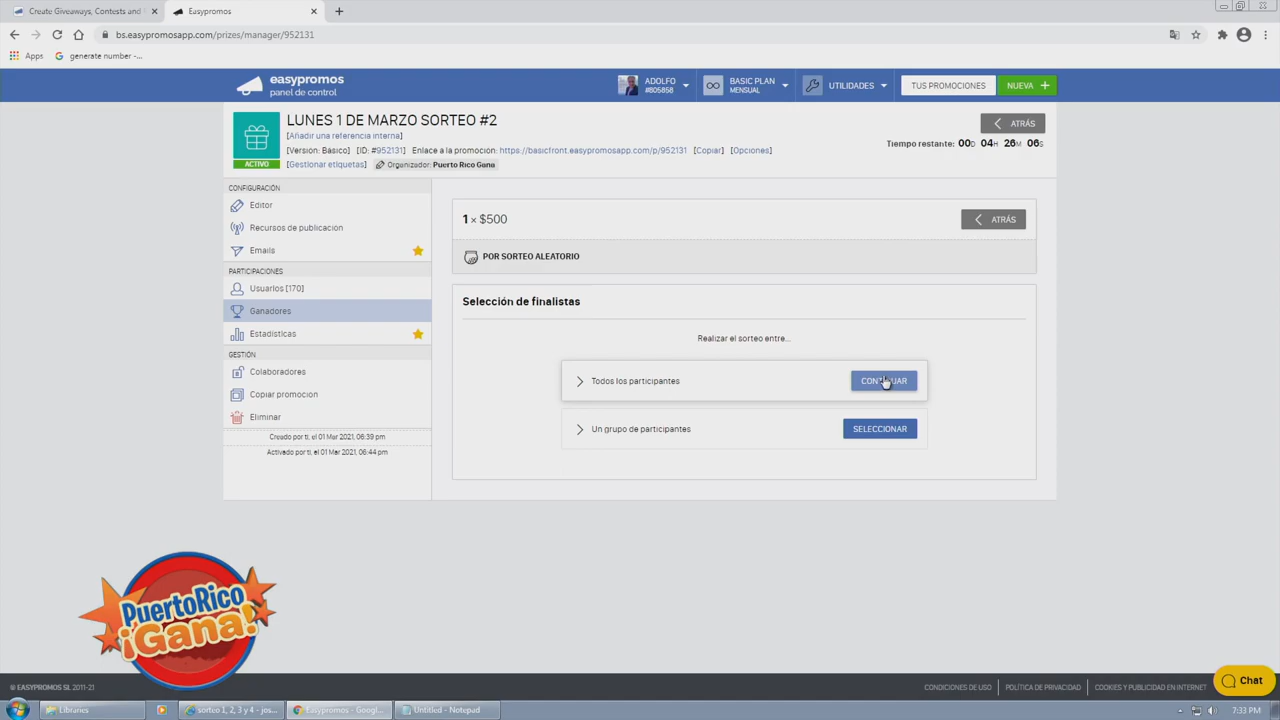 Create Giveaways, Contests and
Easypromos
bs.easypromosapp.com/prizes/manager/952131
Apps
generate number -...
easypromos
panel de control
ADOLFO
#805858
BASIC PLAN
MENSUAL
UTILIDADES
TUS PROMOCIONES
NUEVA +
LUNES 1 DE MARZO SORTEO #2
[Añadir una referencia interna]
[Versión: Básico] [ID: #952131] Enlace a la promoción: https://basicfront.easypromosapp.com/p/952131 [Copiar] [Opciones]
[Gestionar etiquetas] Organizador: Puerto Rico Gana
ACTIVO
ATRÁS
Tiempo restante: 00D 04H 26M 06S
CONFIGURACIÓN
Editor
Recursos de publicación
Emails
PARTICIPACIONES
Usuarios [170]
Ganadores
Estadísticas
GESTIÓN
Colaboradores
Copiar promoción
Eliminar
Creado por ti, el 01 Mar 2021, 06:39 pm
Activado por ti, el 01 Mar 2021, 06:44 pm
1 × $500
ATRÁS
POR SORTEO ALEATORIO
Selección de finalistas
Realizar el sorteo entre...
Todos los participantes
CONTINUAR
Un grupo de participantes
SELECCIONAR
PuertoRico
¡Gana!
© EASYPROMOS SL 2011-21
CONDICIONES DE USO
POLÍTICA DE PRIVACIDAD
COOKIES Y PUBLICIDAD EN INTERNET
Chat
Libraries
sorteo 1, 2, 3 y 4 - jos...
Easypromos - Googl...
Untitled - Notepad
7:33 PM